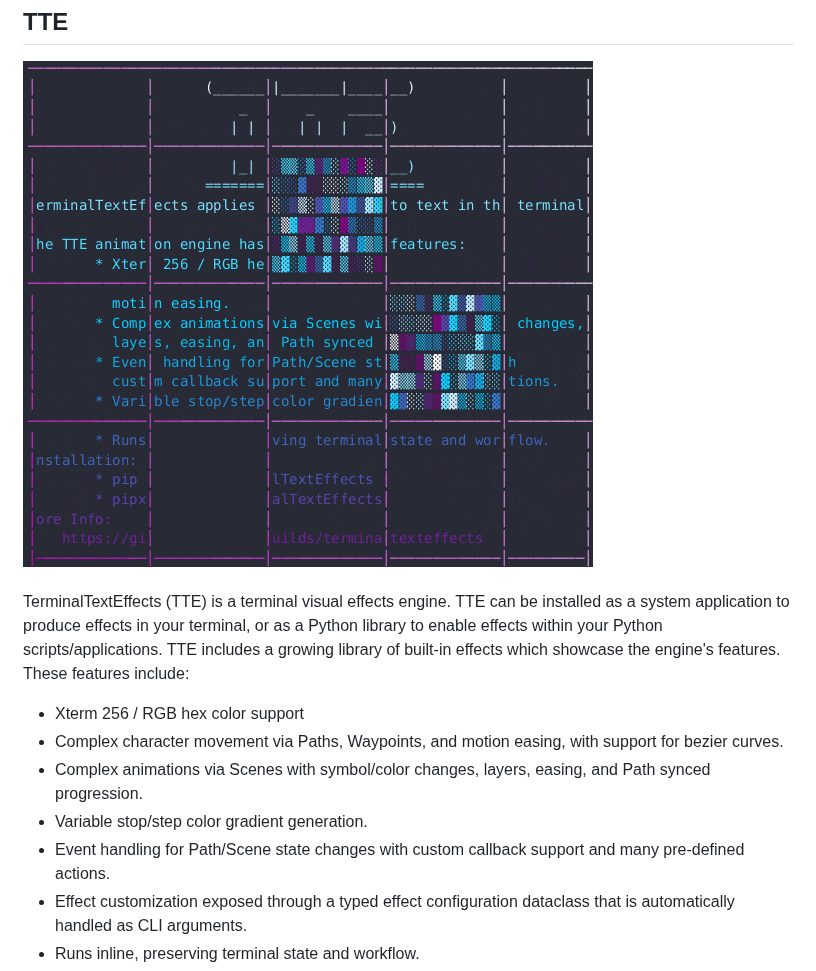 TTE
(______||_______|____|__)
_ | _ ____|
| | | | | | __|)
|_| |__)
=======|====
erminalTextEf|ects applies | to text in th| terminal
he TTE animat|on engine has| features:
* Xter| 256 / RGB he|
moti|n easing.
* Comp|ex animations|via Scenes wi| changes,
laye|s, easing, an| Path synced
* Even| handling for|Path/Scene st| h
cust|m callback su|port and many| tions.
* Vari|ble stop/step|color gradien|
* Runs| |ving terminal|state and wor|flow.
nstallation:
* pip | |lTextEffects
* pipx| |alTextEffects
ore Info:
https://gi| |uilds/termina|texteffects
TerminalTextEffects (TTE) is a terminal visual effects engine. TTE can be installed as a system application to
produce effects in your terminal, or as a Python library to enable effects within your Python
scripts/applications. TTE includes a growing library of built-in effects which showcase the engine's features.
These features include:
• Xterm 256 / RGB hex color support
• Complex character movement via Paths, Waypoints, and motion easing, with support for bezier curves.
• Complex animations via Scenes with symbol/color changes, layers, easing, and Path synced
progression.
• Variable stop/step color gradient generation.
• Event handling for Path/Scene state changes with custom callback support and many pre-defined
actions.
• Effect customization exposed through a typed effect configuration dataclass that is automatically
handled as CLI arguments.
• Runs inline, preserving terminal state and workflow.